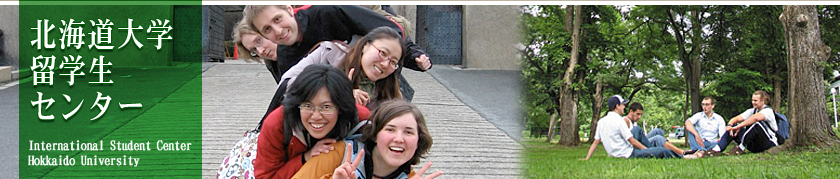 北海道大学
留学生
センター
International Student Center
Hokkaido University